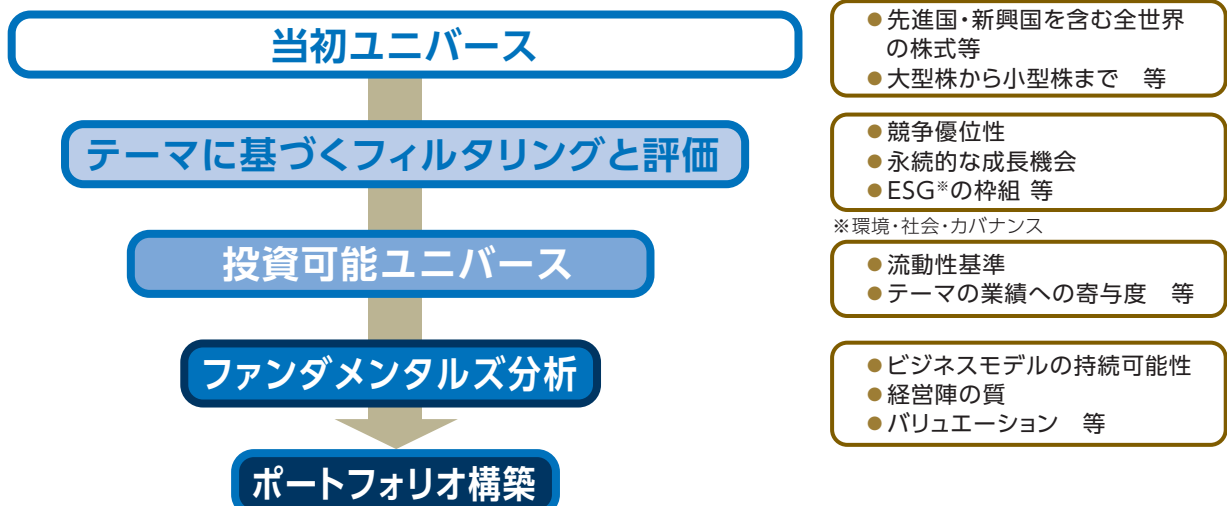 当初ユニバース
●先進国・新興国を含む全世界
の株式等
●大型株から小型株まで　等
テーマに基づくフィルタリングと評価
●競争優位性
●永続的な成長機会
●ESG※の枠組 等
※環境・社会・カバナンス
投資可能ユニバース
●流動性基準
●テーマの業績への寄与度　等
ファンダメンタルズ分析
●ビジネスモデルの持続可能性
●経営陣の質
●バリュエーション　等
ポートフォリオ構築